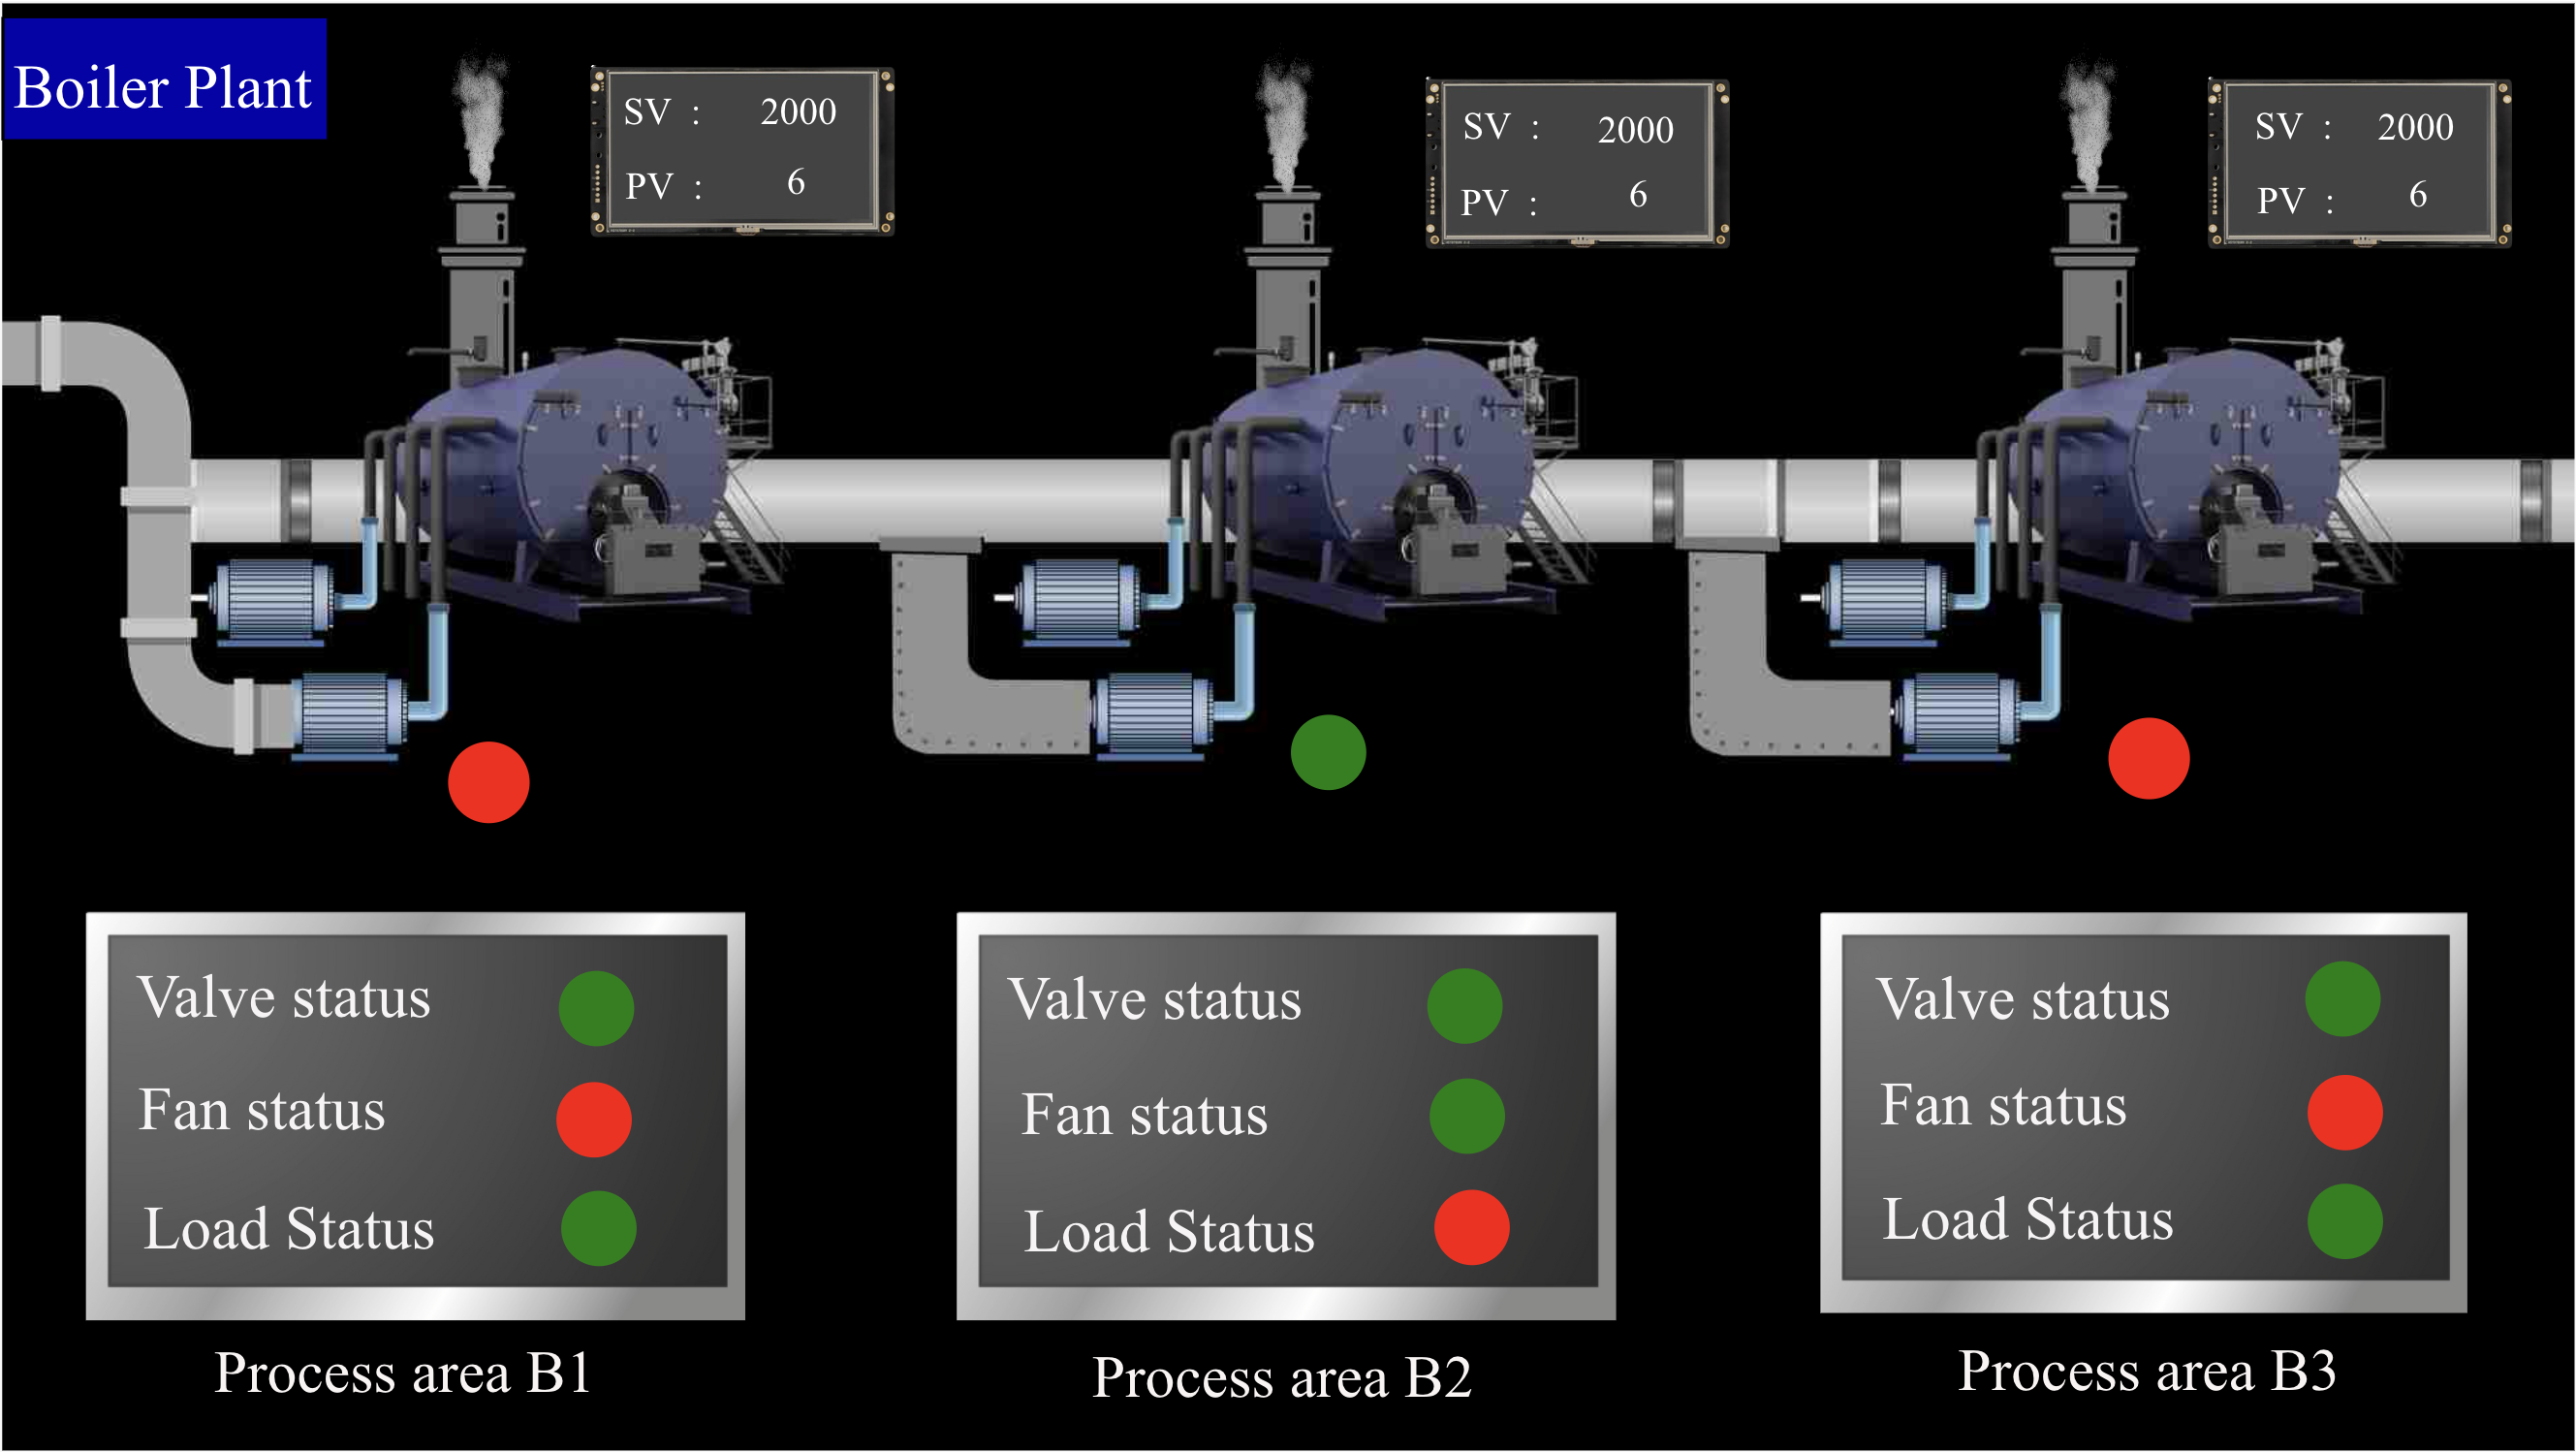 Boiler Plant
SV : 2000
PV : 6
SV : 2000
PV : 6
SV : 2000
PV : 6
Valve status
Fan status
Load Status
Process area B1
Valve status
Fan status
Load Status
Process area B2
Valve status
Fan status
Load Status
Process area B3